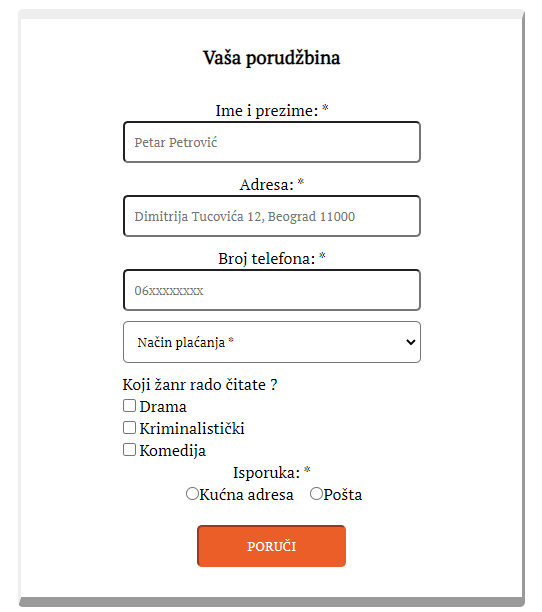 Vaša porudžbina
Ime i prezime: *
Petar Petrović
Adresa: *
Dimitrija Tucovića 12, Beograd 11000
Broj telefona: *
06xxxxxxxx
Način plaćanja *
Koji žanr rado čitate ?
Drama
Kriminalistički
Komedija
Isporuka: *
Kućna adresa Pošta
PORUČI